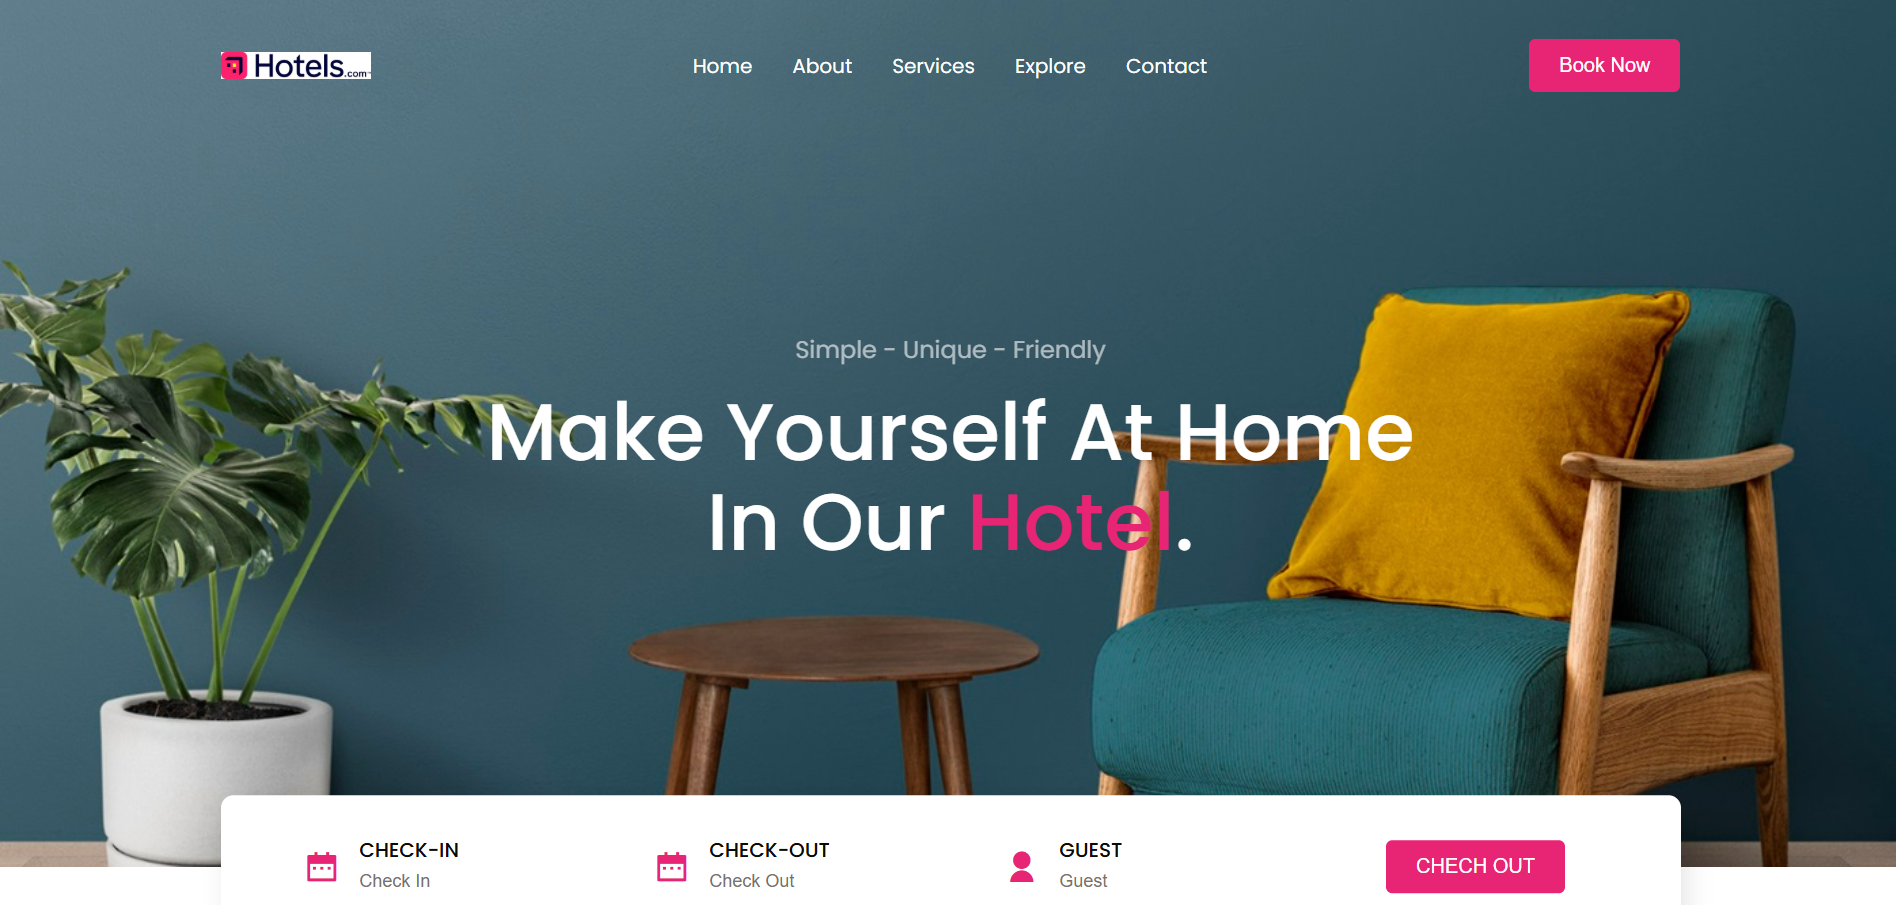 Hotels.com
Home About Services Explore Contact
Book Now
Simple - Unique - Friendly
Make Yourself At Home
In Our Hotel.
CHECK-IN
Check In
CHECK-OUT
Check Out
GUEST
Guest
CHECH OUT